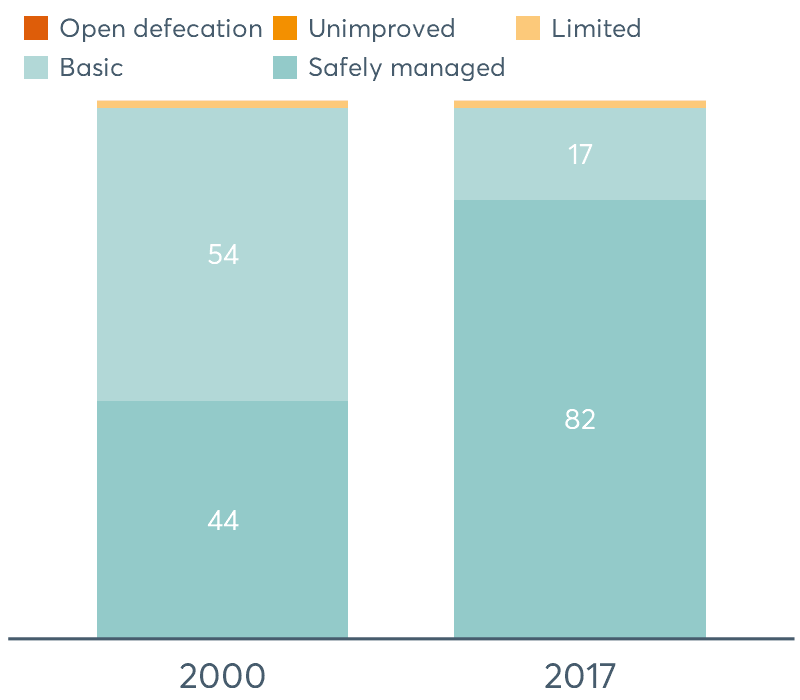 Open defecation Unimproved Limited
Basic Safely managed
17
54
82
44
2000 2017